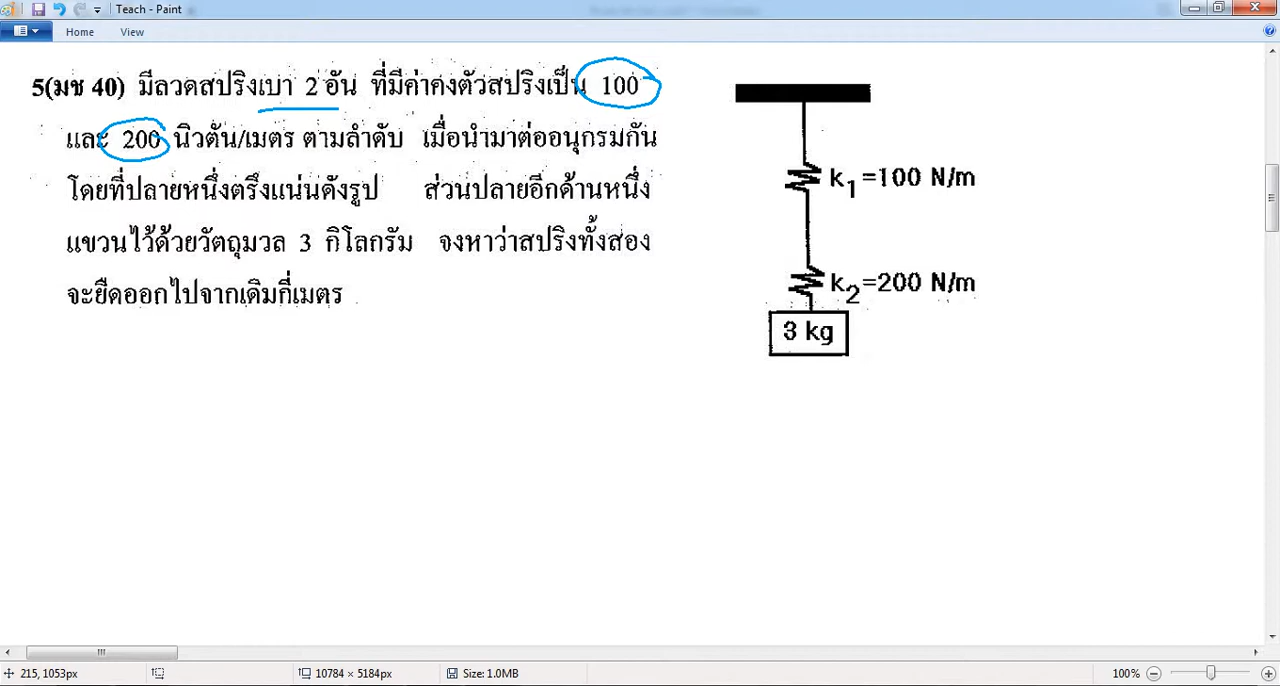 Teach - Paint
Home View
5(มช 40) มีลวดสปริงเบา 2 อัน ที่มีค่าคงตัวสปริงเป็น 100
และ 200 นิวตัน/เมตร ตามลำดับ เมื่อนำมาต่ออนุกรมกัน
โดยที่ปลายหนึ่งตรึงแน่นดังรูป ส่วนปลายอีกด้านหนึ่ง
แขวนไว้ด้วยวัตถุมวล 3 กิโลกรัม จงหาว่าสปริงทั้งสอง
จะยืดออกไปจากเดิมกี่เมตร
k1=100 N/m
k2=200 N/m
3 kg
215, 1053px 10784 × 5184px Size: 1.0MB 100%